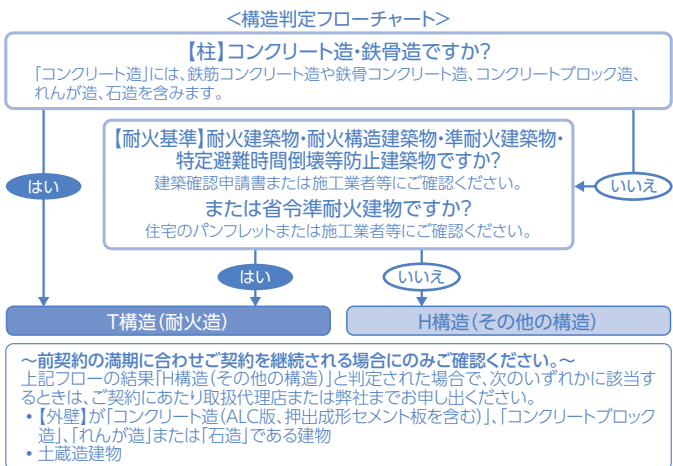 <構造判定フローチャート>
【柱】コンクリート造・鉄骨造ですか?
「コンクリート造」には、鉄筋コンクリート造や鉄骨コンクリート造、コンクリートブロック造、
れんが造、石造を含みます。
【耐火基準】耐火建築物・耐火構造建築物・準耐火建築物・
特定避難時間倒壊等防止建築物ですか?
建築確認申請書または施工業者等にご確認ください。
または省令準耐火建物ですか?
住宅のパンフレットまたは施工業者等にご確認ください。
はい
いいえ
はい
いいえ
T構造(耐火造)
H構造(その他の構造)
~前契約の満期に合わせご契約を継続される場合にのみご確認ください。~
上記フローの結果「H構造(その他の構造)」と判定された場合で、次のいずれかに該当す
るときは、ご契約にあたり取扱代理店または弊社までお申し出ください。
•【外壁】が「コンクリート造(ALC版、押出成形セメント板を含む)」、「コンクリートブロック
造」、「れんが造」または「石造」である建物
•土蔵造建物